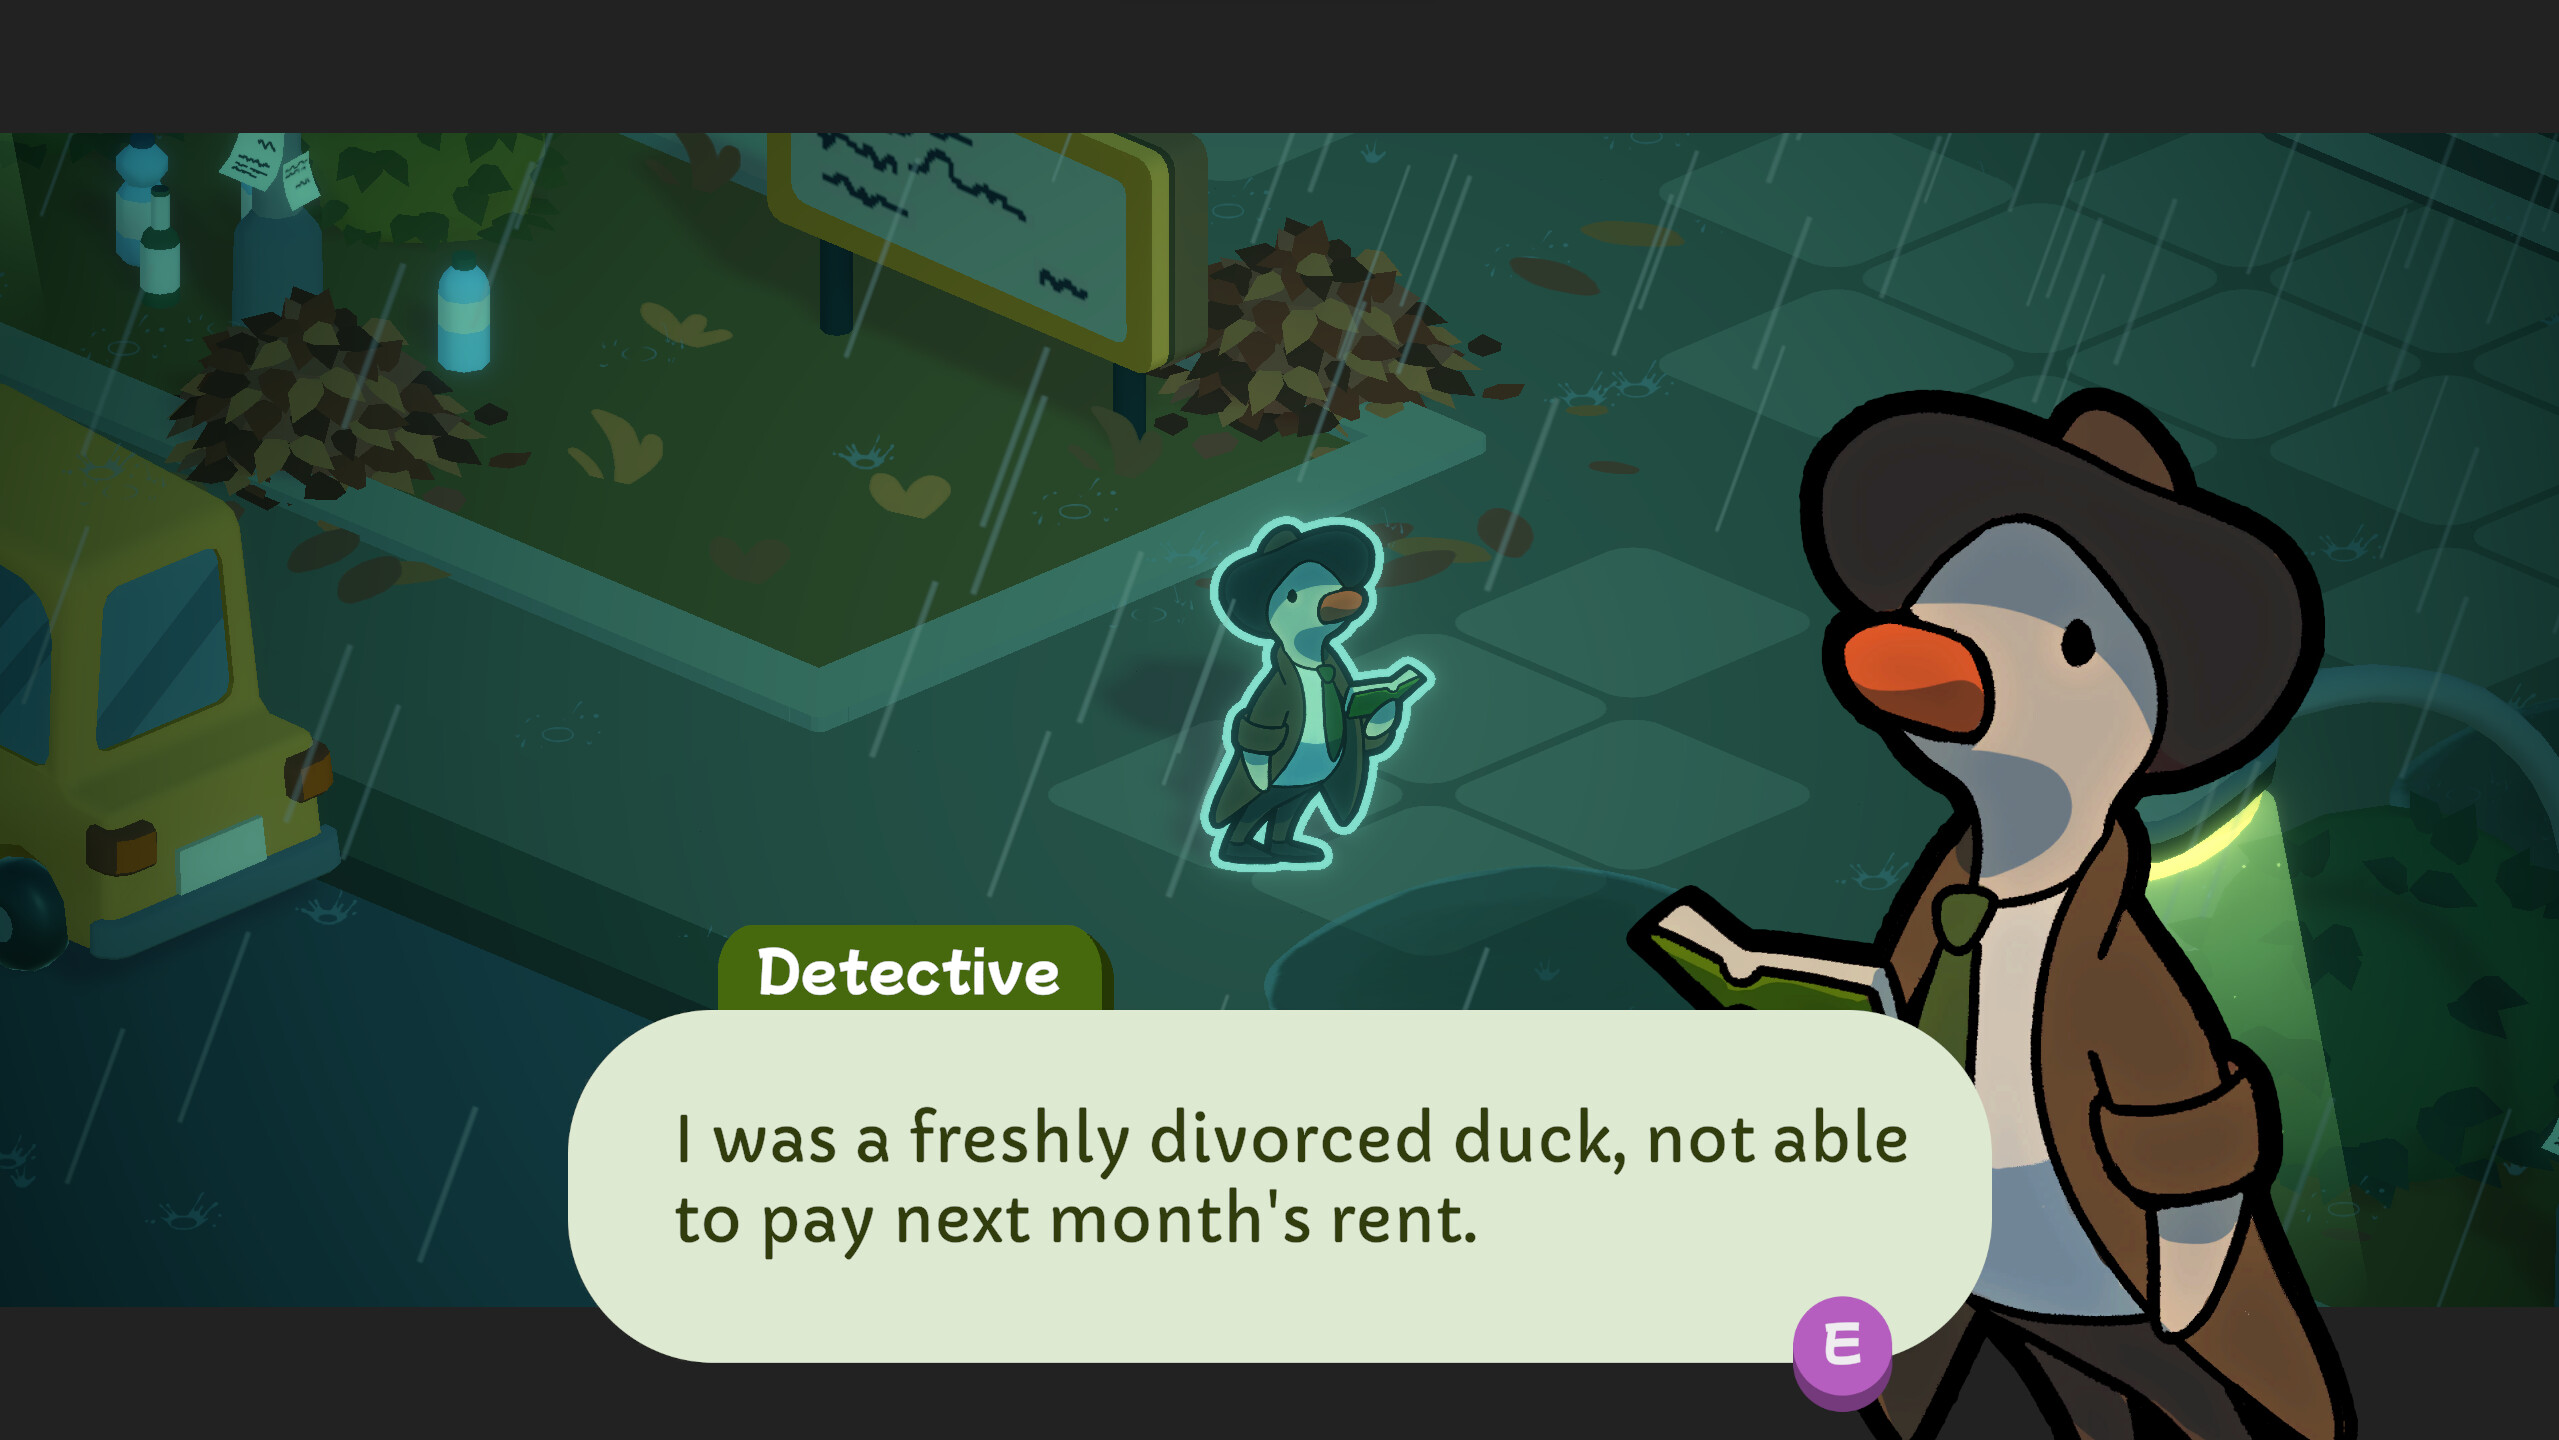 Detective
I was a freshly divorced duck, not able
to pay next month's rent.
E